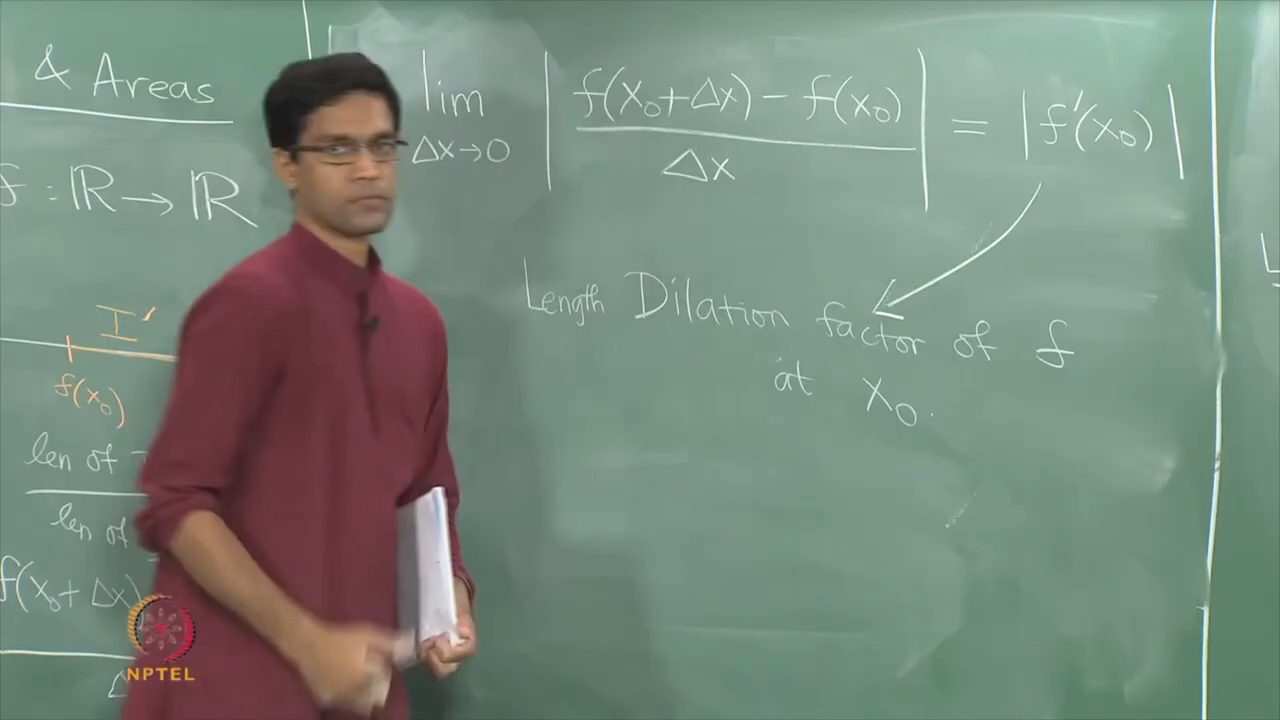 & Areas
f : ℝ → ℝ
I'
f(x₀)
len of
len of
f(x₀ + Δx)
Δ
lim Δx→0 | f(x₀+Δx) − f(x₀) / Δx | = |f'(x₀)|
Length Dilation factor of f
at x₀.
NPTEL